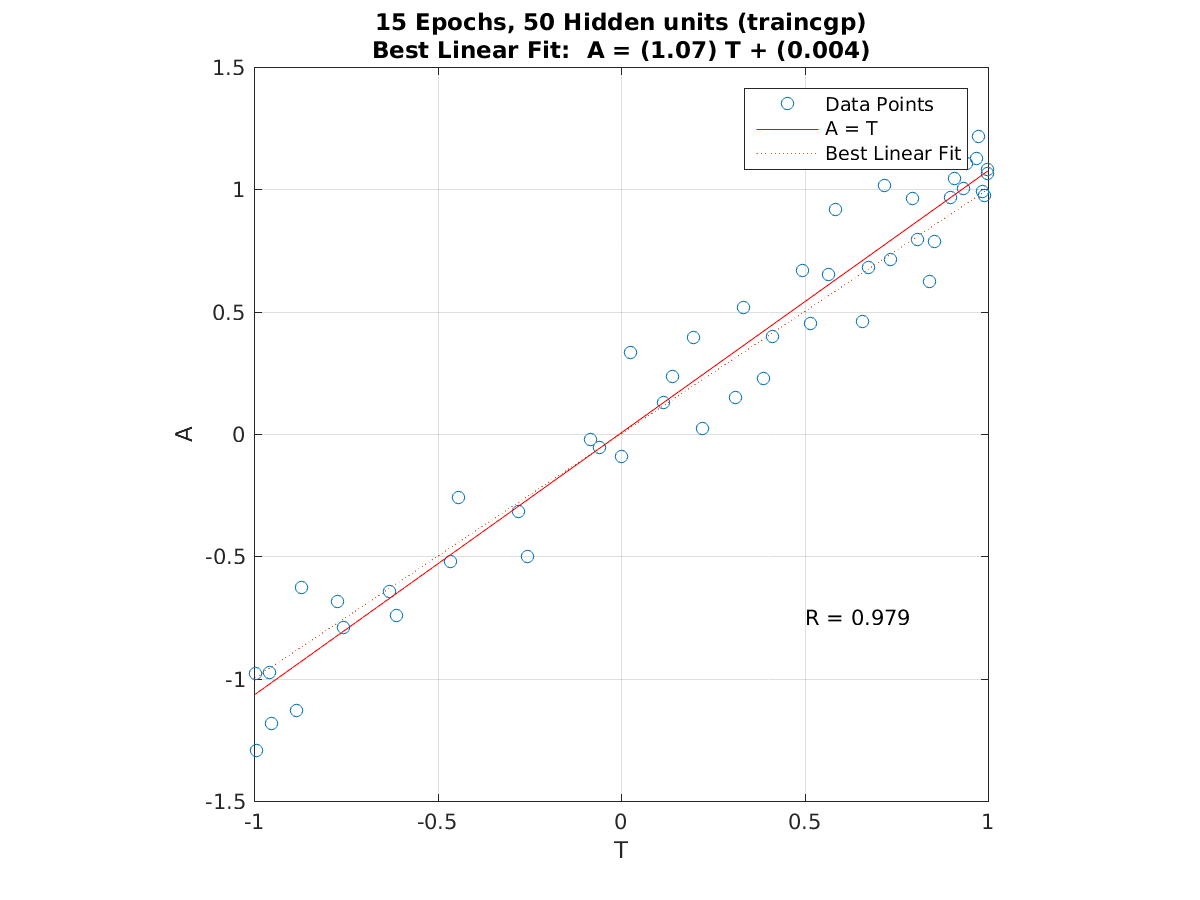 15 Epochs, 50 Hidden units (traincgp)
Best Linear Fit:  A = (1.07) T + (0.004)
1.5
Data Points
A = T
Best Linear Fit
1
0.5
A
0
-0.5
R = 0.979
-1
-1.5
-1 -0.5 0 0.5 1
T